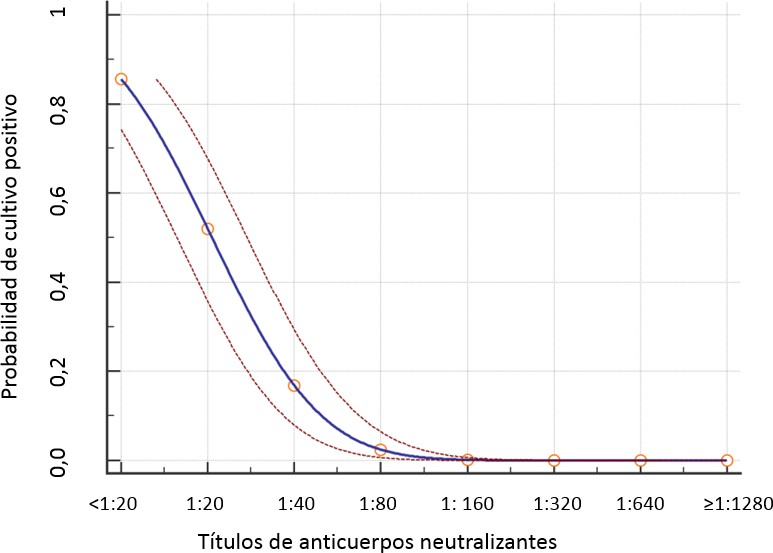 Probabilidad de cultivo positivo
1
0,8
0,6
0,4
0,2
0,0
<1:20 1:20 1:40 1:80 1: 160 1:320 1:640 ≥1:1280
Títulos de anticuerpos neutralizantes